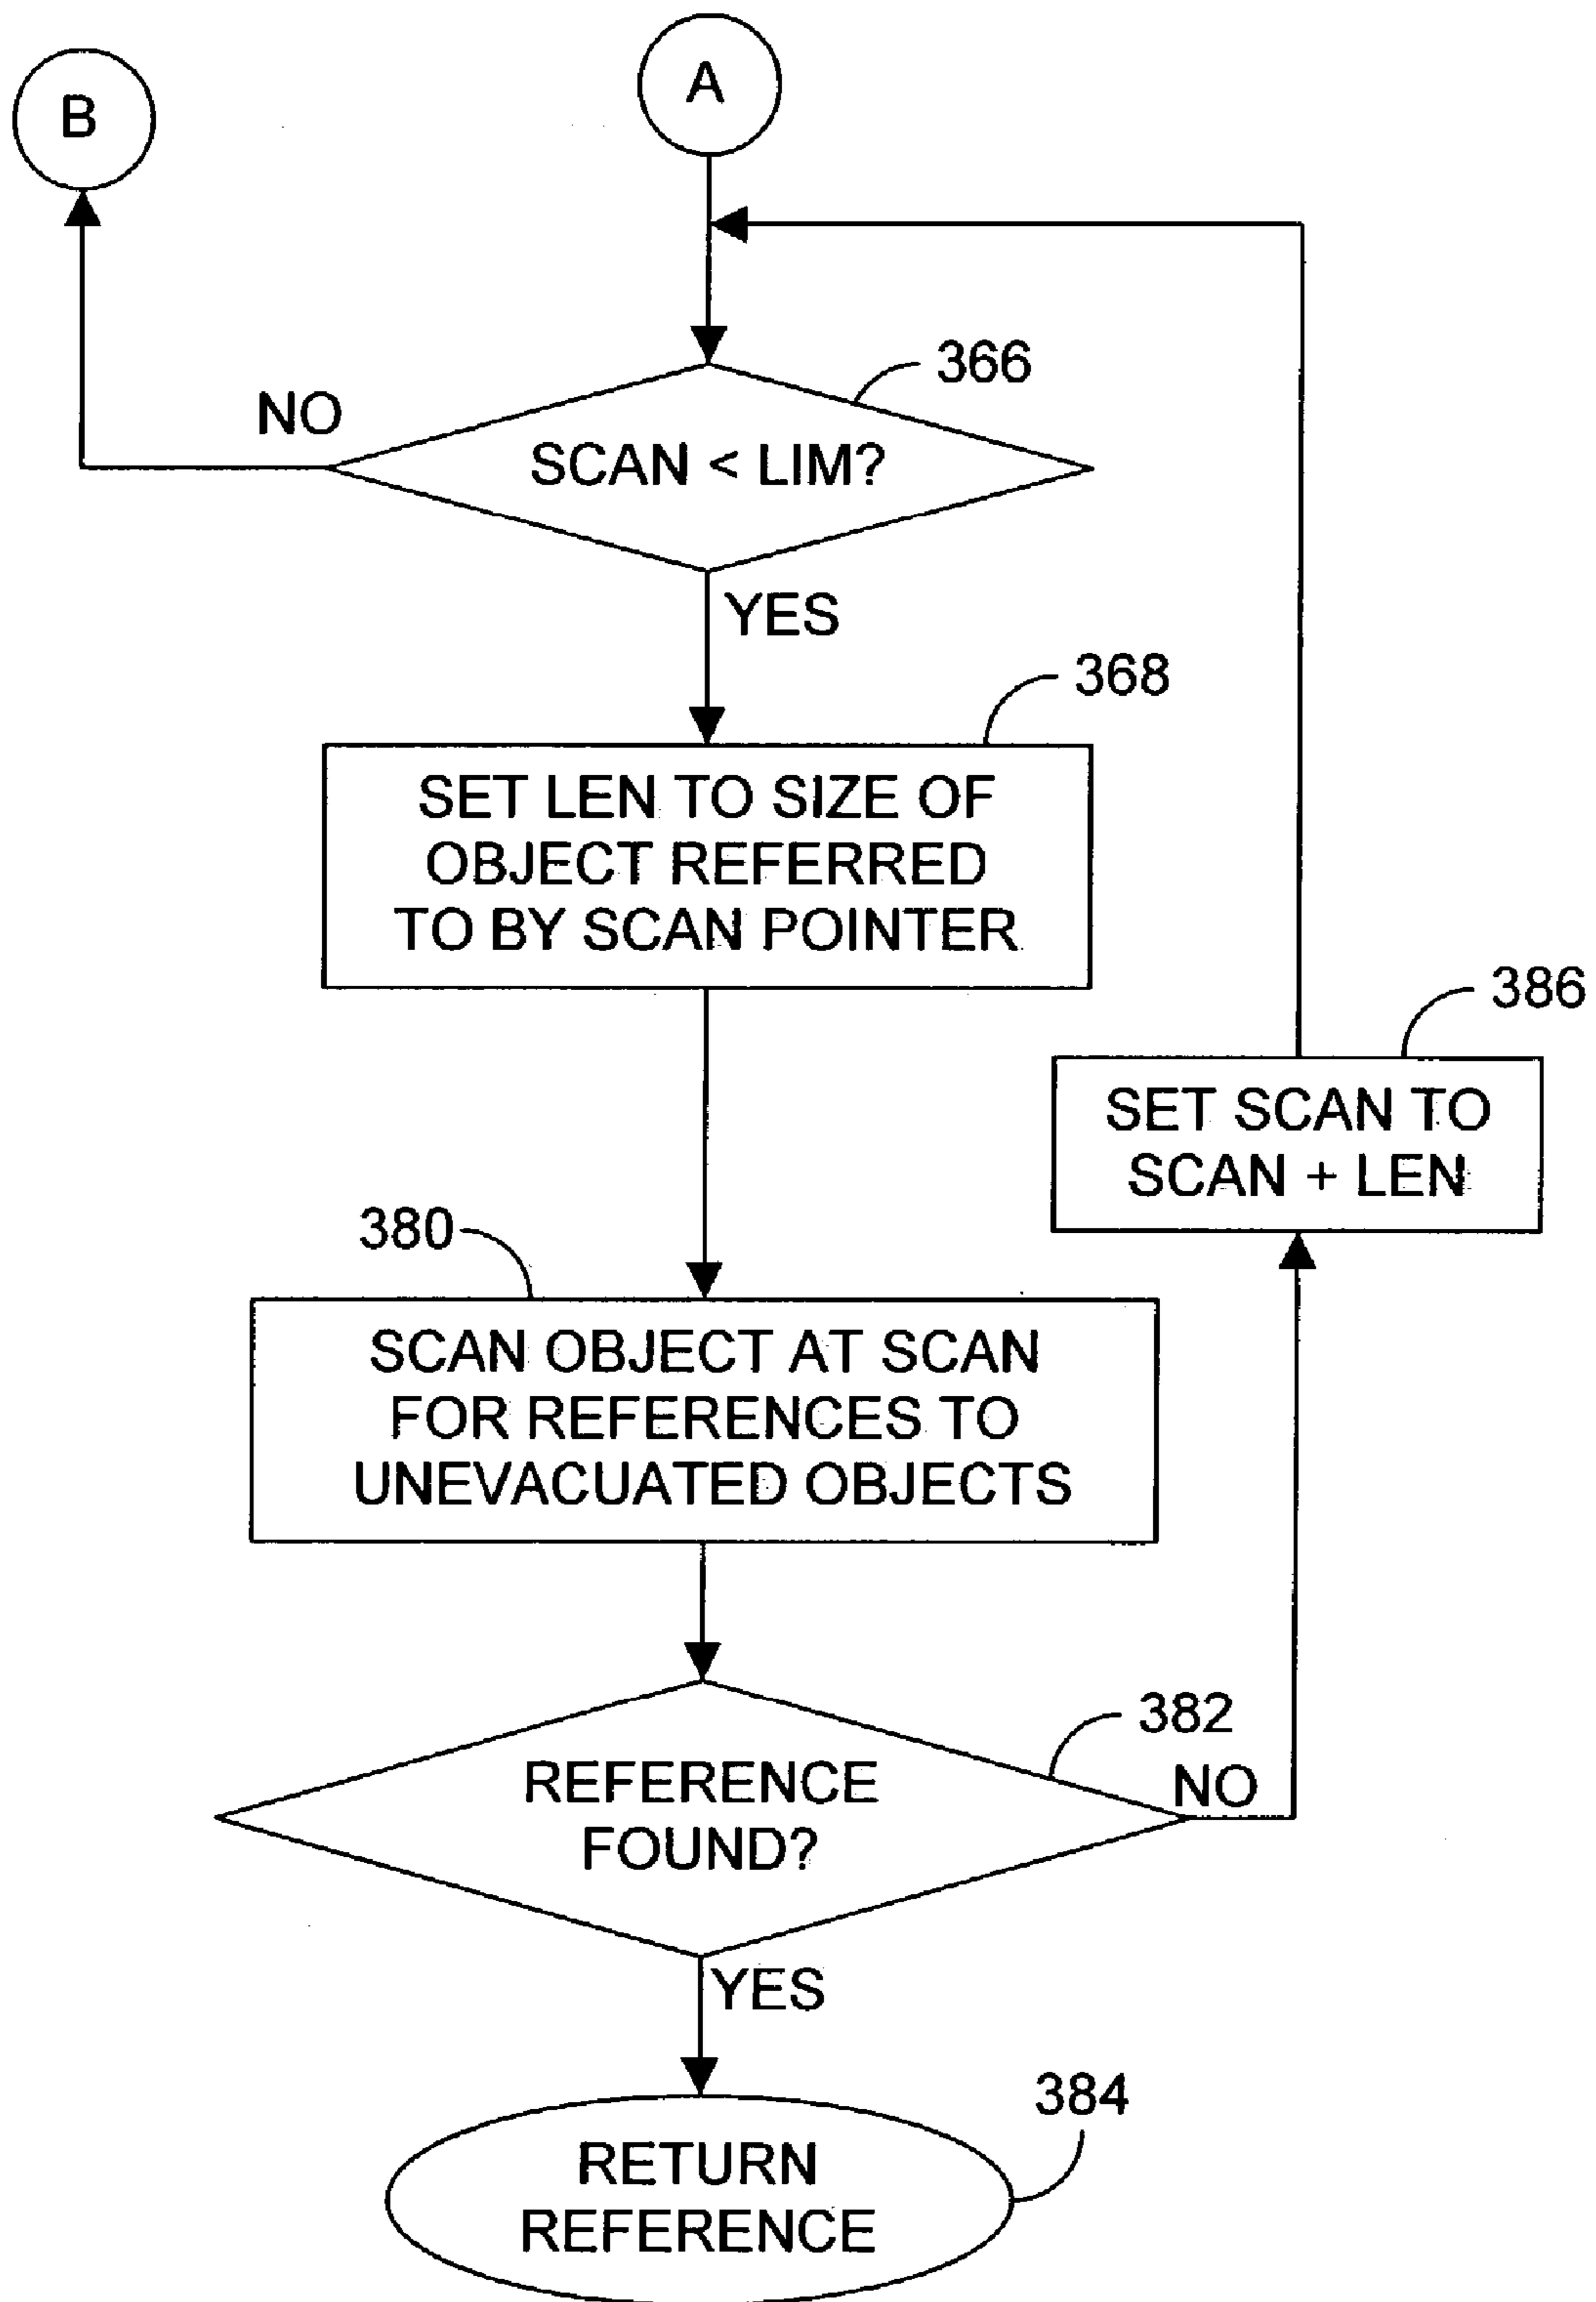 B
A
366
NO
SCAN < LIM?
YES
368
SET LEN TO SIZE OF
OBJECT REFERRED
TO BY SCAN POINTER
386
SET SCAN TO
SCAN + LEN
380
SCAN OBJECT AT SCAN
FOR REFERENCES TO
UNEVACUATED OBJECTS
382
NO
REFERENCE
FOUND?
YES
384
RETURN
REFERENCE